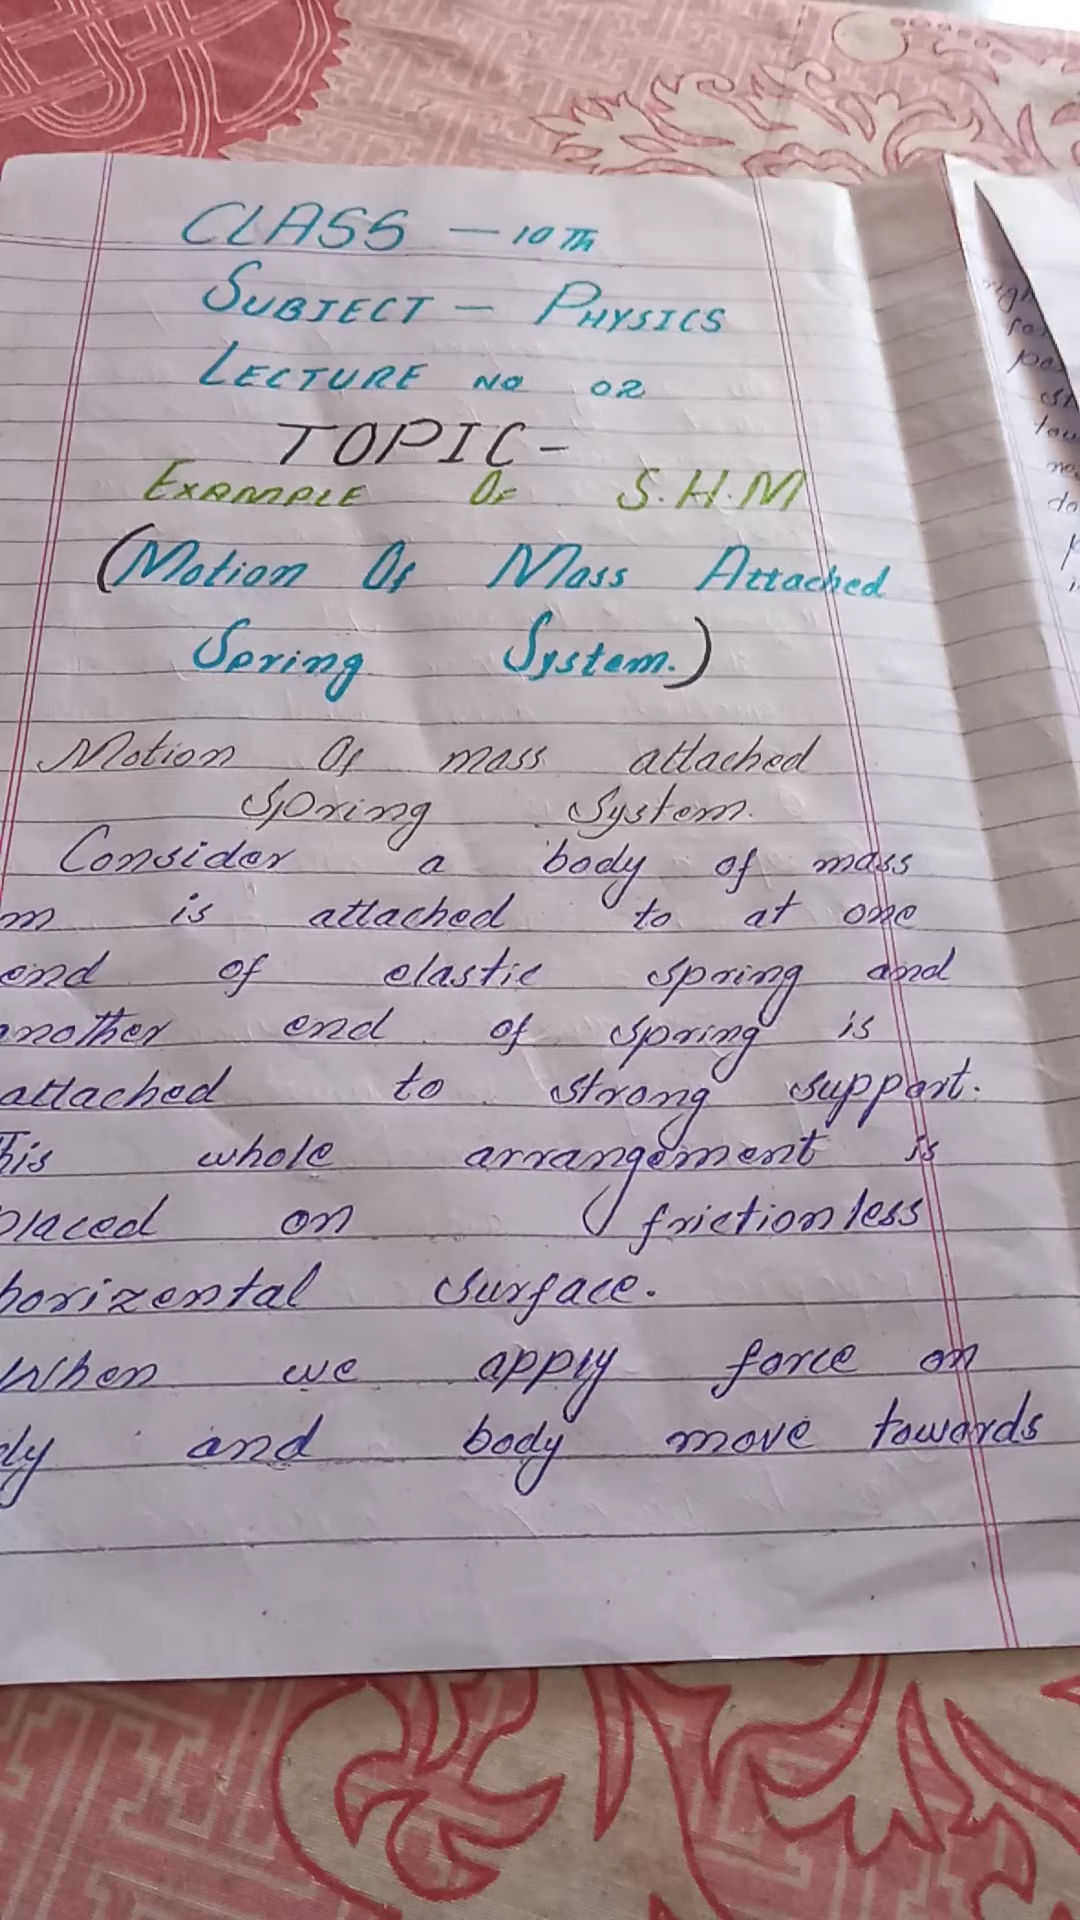 CLASS - 10Th
SUBJECT - PHYSICS
LECTURE NO 02
TOPIC-
EXAMPLE OF S.H.M
(Motion Of Mass Attached
Spring System.)
Motion Of mass attached
Spring System.
Consider a body of mass
m is attached to at one
end of elastic spring and
another end of spring is
attached to strong support.
This whole arrangement is
placed on frictionless
horizental surface.
When we apply force on
and body move towards